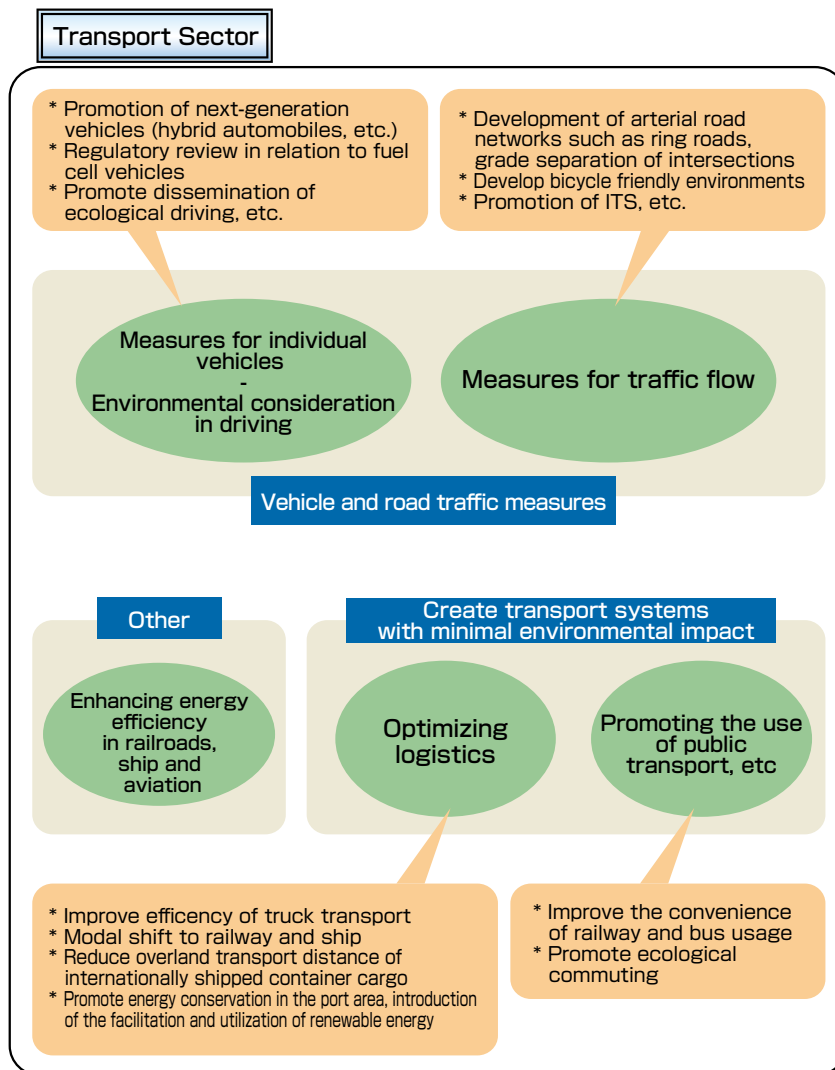 Transport Sector
* Promotion of next-generation
vehicles (hybrid automobiles, etc.)
* Regulatory review in relation to fuel
cell vehicles
* Promote dissemination of
ecological driving, etc.
* Development of arterial road
networks such as ring roads,
grade separation of intersections
* Develop bicycle friendly environments
* Promotion of ITS, etc.
Measures for individual
vehicles
-
Environmental consideration
in driving
Measures for traffic flow
Vehicle and road traffic measures
Other
Enhancing energy
efficiency
in railroads,
ship and
aviation
Create transport systems
with minimal environmental impact
Optimizing
logistics
Promoting the use
of public
transport, etc
* Improve efficency of truck transport
* Modal shift to railway and ship
* Reduce overland transport distance of
internationally shipped container cargo
* Promote energy conservation in the port area, introduction
of the facilitation and utilization of renewable energy
* Improve the convenience
of railway and bus usage
* Promote ecological
commuting